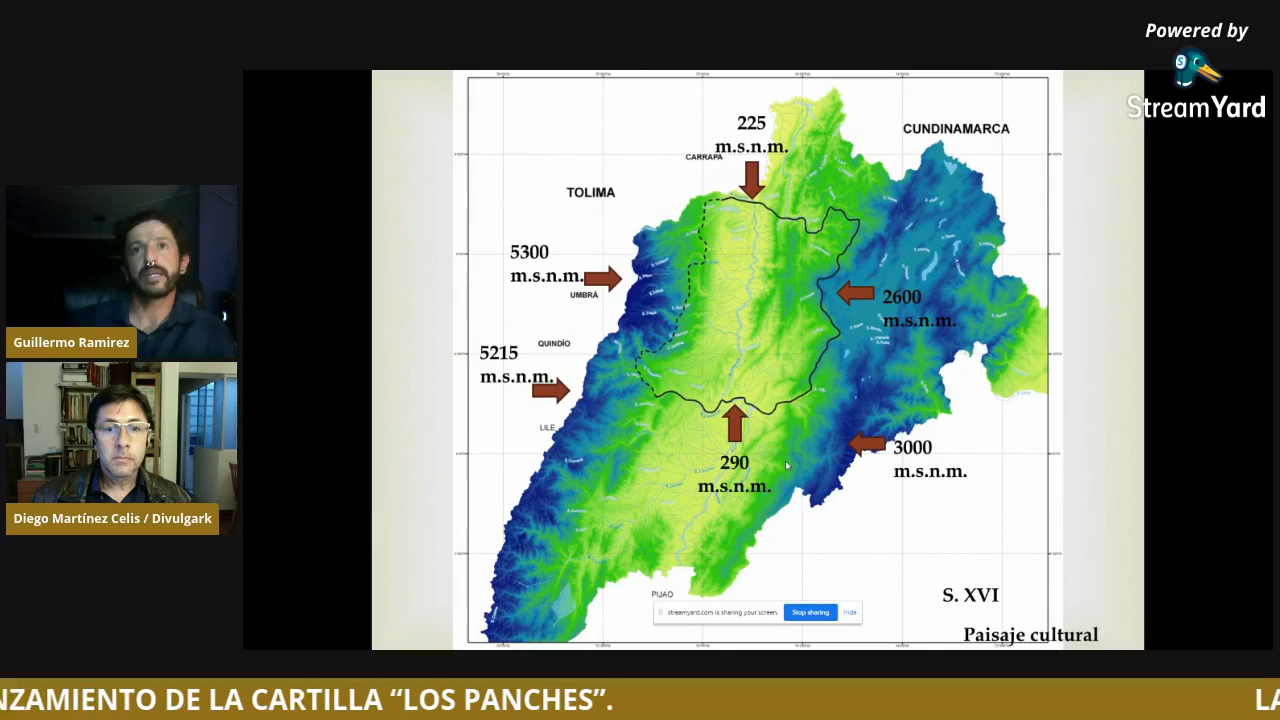 Powered by
StreamYard
225
m.s.n.m.
CUNDINAMARCA
CARRAPA
TOLIMA
5300
m.s.n.m.
UMBRÁ
2600
m.s.n.m.
QUINDÍO
5215
m.s.n.m.
LILE
290
m.s.n.m.
3000
m.s.n.m.
PIJAO
S. XVI
Paisaje cultural
streamyard.com is sharing your screen.
Stop sharing
Hide
Guillermo Ramirez
Diego Martínez Celis / Divulgark
NZAMIENTO DE LA CARTILLA “LOS PANCHES”.
LA